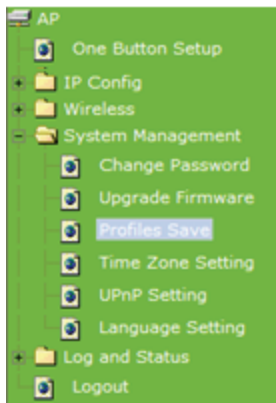 AP
One Button Setup
IP Config
Wireless
System Management
Change Password
Upgrade Firmware
Profiles Save
Time Zone Setting
UPnP Setting
Language Setting
Log and Status
Logout